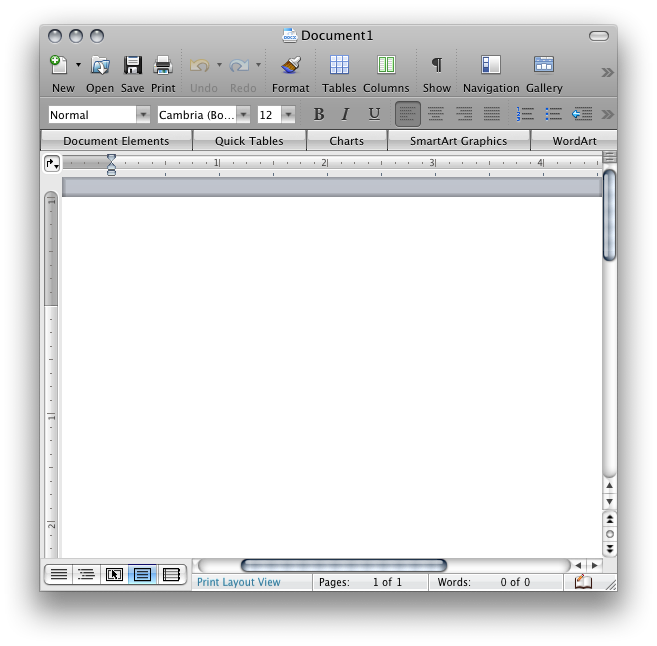 Document1
New Open Save Print Undo Redo Format Tables Columns Show Navigation Gallery
Normal Cambria (Bo... 12 B I U
Document Elements Quick Tables Charts SmartArt Graphics WordArt
1 2 3 4
1
1
2
Print Layout View Pages: 1 of 1 Words: 0 of 0